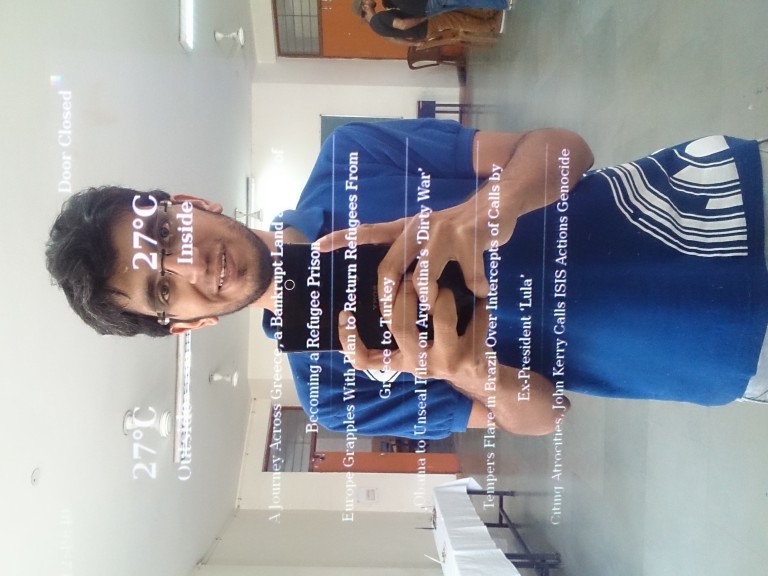 Door Closed
27°C 27°C
Outside Inside
A Journey Across Greece, a Bankrupt Land of
Becoming a Refugee Prison
Europe Grapples With Plan to Return Refugees From
Greece to Turkey
Obama to Unseal Files on Argentina's 'Dirty War'
Tempers Flare in Brazil Over Intercepts of Calls by
Ex-President 'Lula'
Citing Atrocities, John Kerry Calls ISIS Actions Genocide